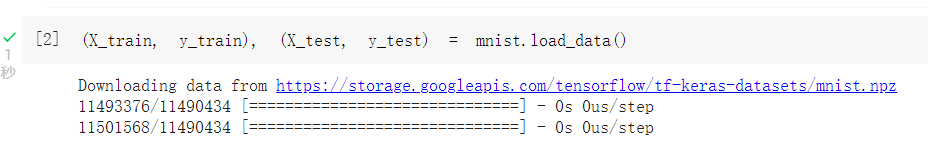 [2] (X_train, y_train), (X_test, y_test) = mnist.load_data()
1
秒
Downloading data from https://storage.googleapis.com/tensorflow/tf-keras-datasets/mnist.npz
11493376/11490434 [==============================] - 0s 0us/step
11501568/11490434 [==============================] - 0s 0us/step